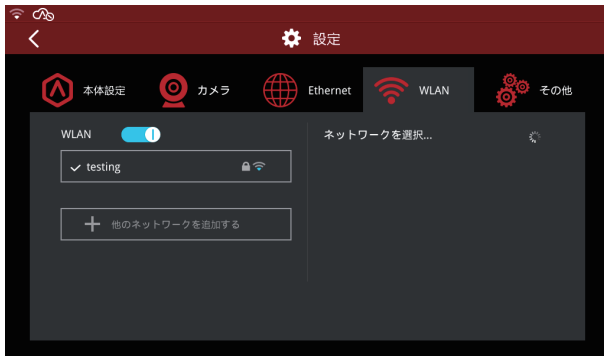 設定
本体設定
カメラ
Ethernet
WLAN
その他
WLAN
testing
他のネットワークを追加する
ネットワークを選択...